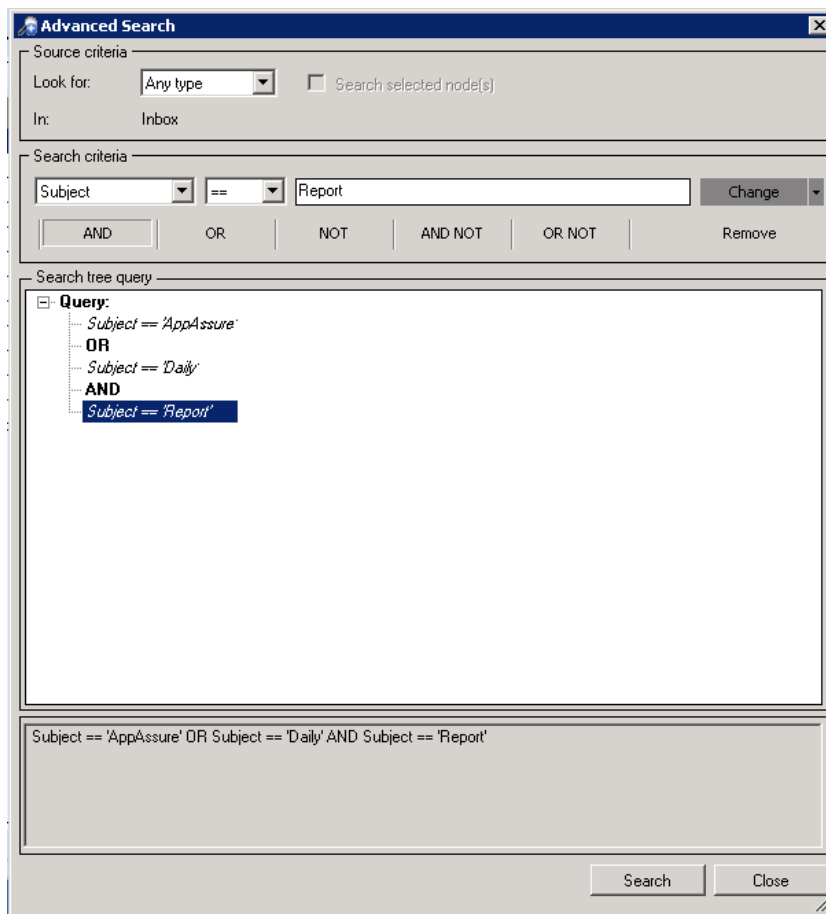 Advanced Search
Source criteria
Look for: Any type Search selected node(s)
In: Inbox
Search criteria
Subject == Report Change
AND OR NOT AND NOT OR NOT Remove
Search tree query
Query:
Subject == 'AppAssure'
OR
Subject == 'Daily'
AND
Subject == 'Report'
Subject == 'AppAssure' OR Subject == 'Daily' AND Subject == 'Report'
Search Close